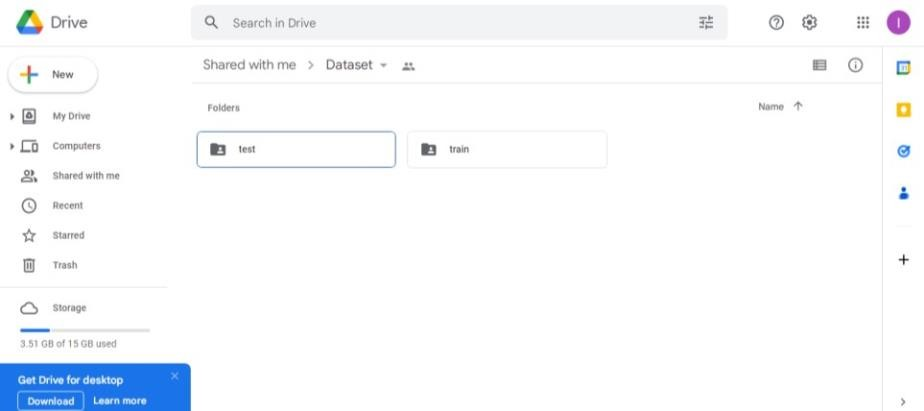 Drive
Search in Drive
I
New
Shared with me > Dataset
My Drive
Computers
Shared with me
Recent
Starred
Trash
Storage
3.51 GB of 15 GB used
Get Drive for desktop
Download Learn more
Folders
Name
test
train
31